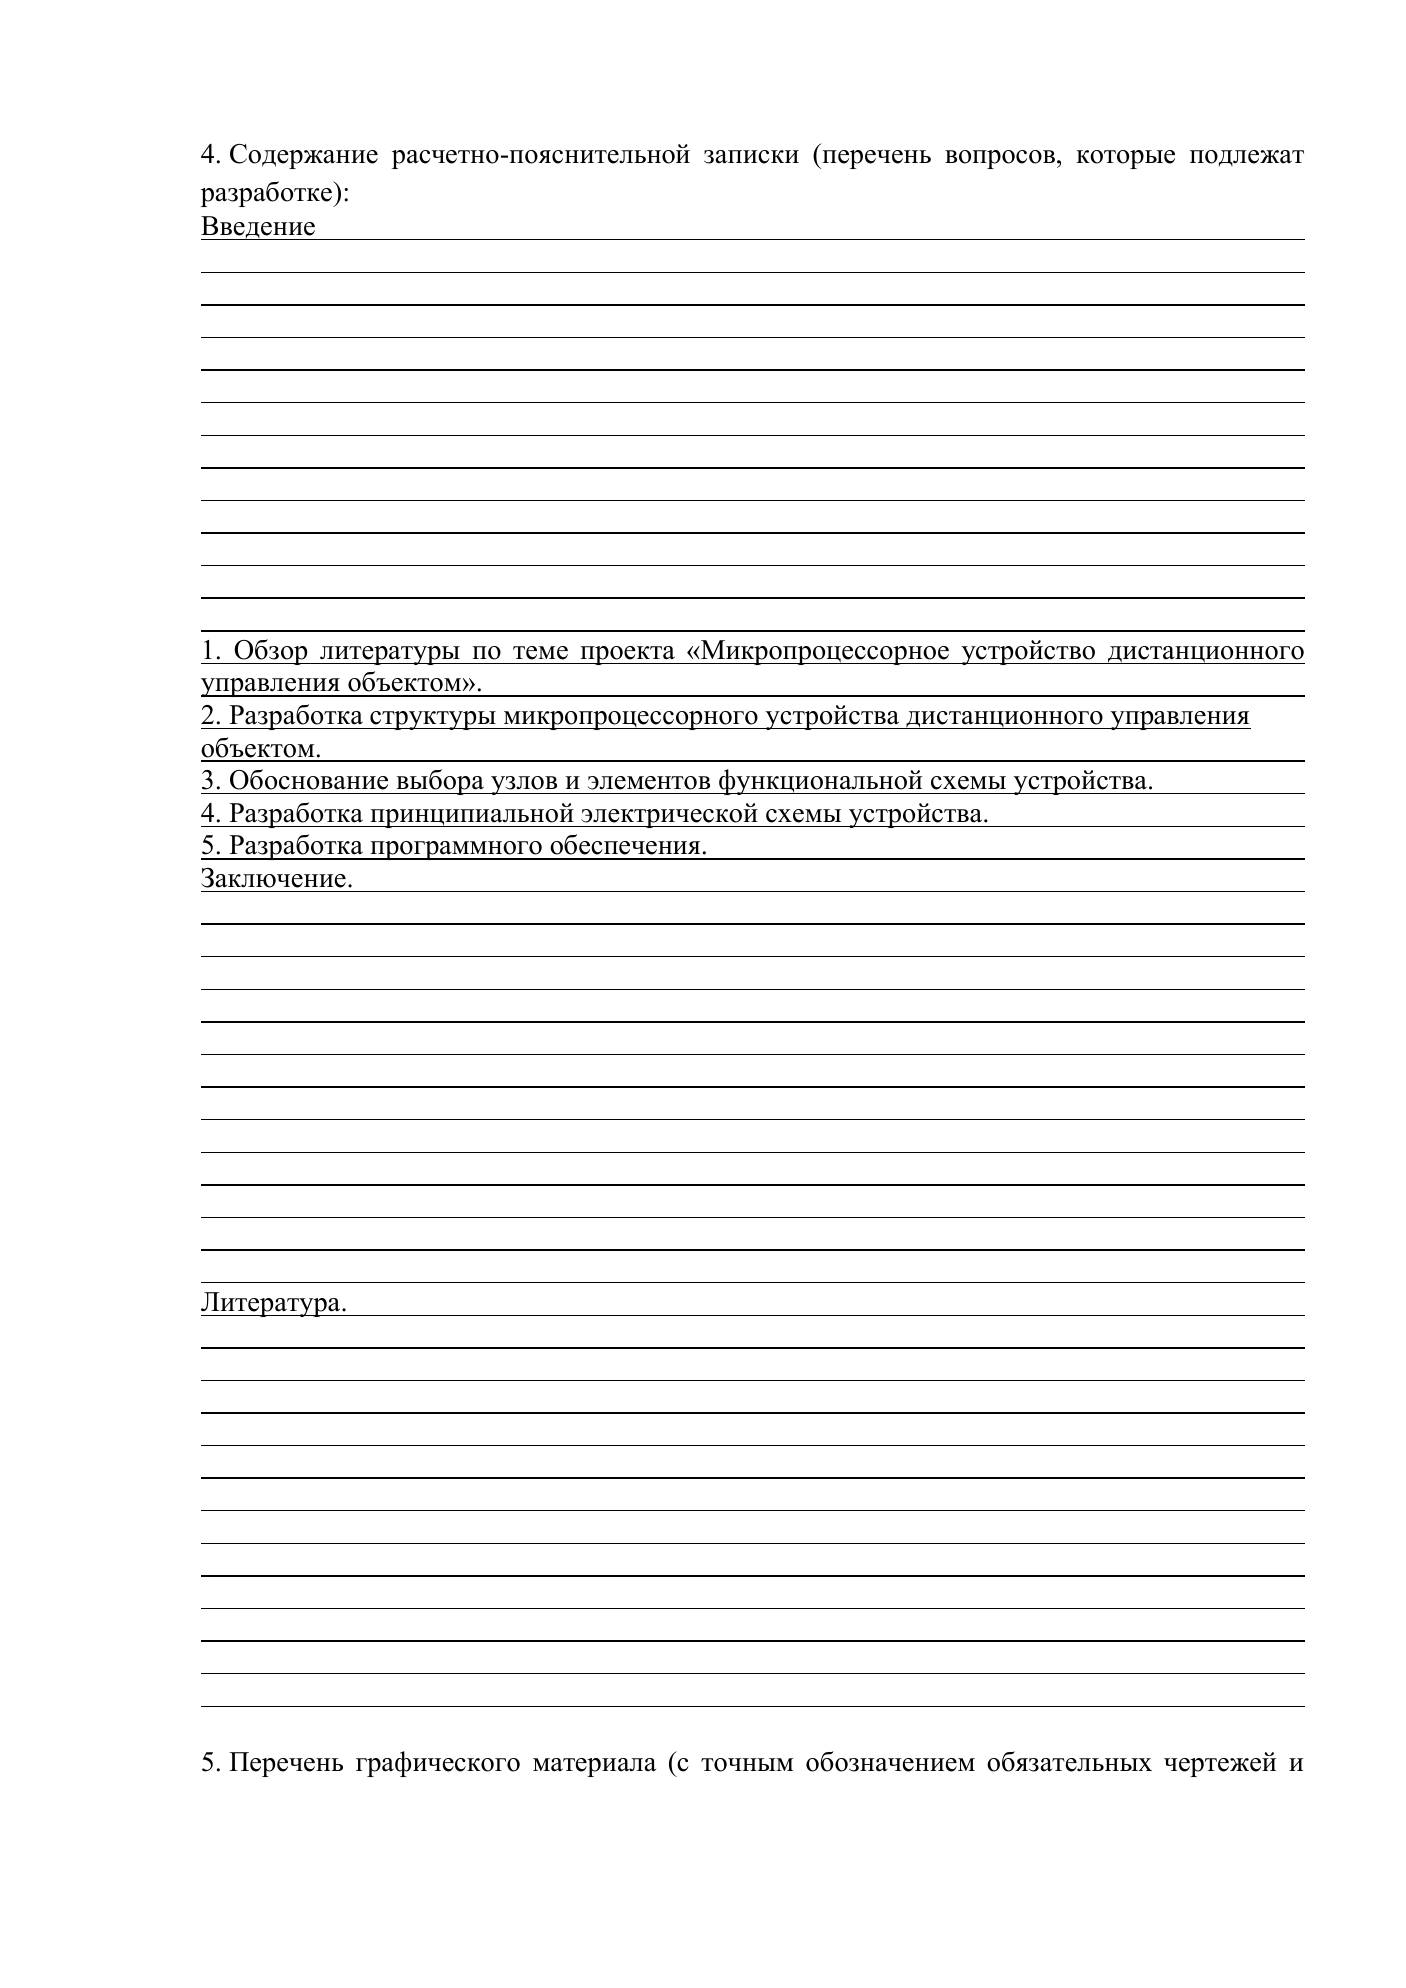 4. Содержание расчетно-пояснительной записки (перечень вопросов, которые подлежат
разработке):
Введение
1. Обзор литературы по теме проекта «Микропроцессорное устройство дистанционного
управления объектом».
2. Разработка структуры микропроцессорного устройства дистанционного управления
объектом.
3. Обоснование выбора узлов и элементов функциональной схемы устройства.
4. Разработка принципиальной электрической схемы устройства.
5. Разработка программного обеспечения.
Заключение.
Литература.
5. Перечень графического материала (с точным обозначением обязательных чертежей и